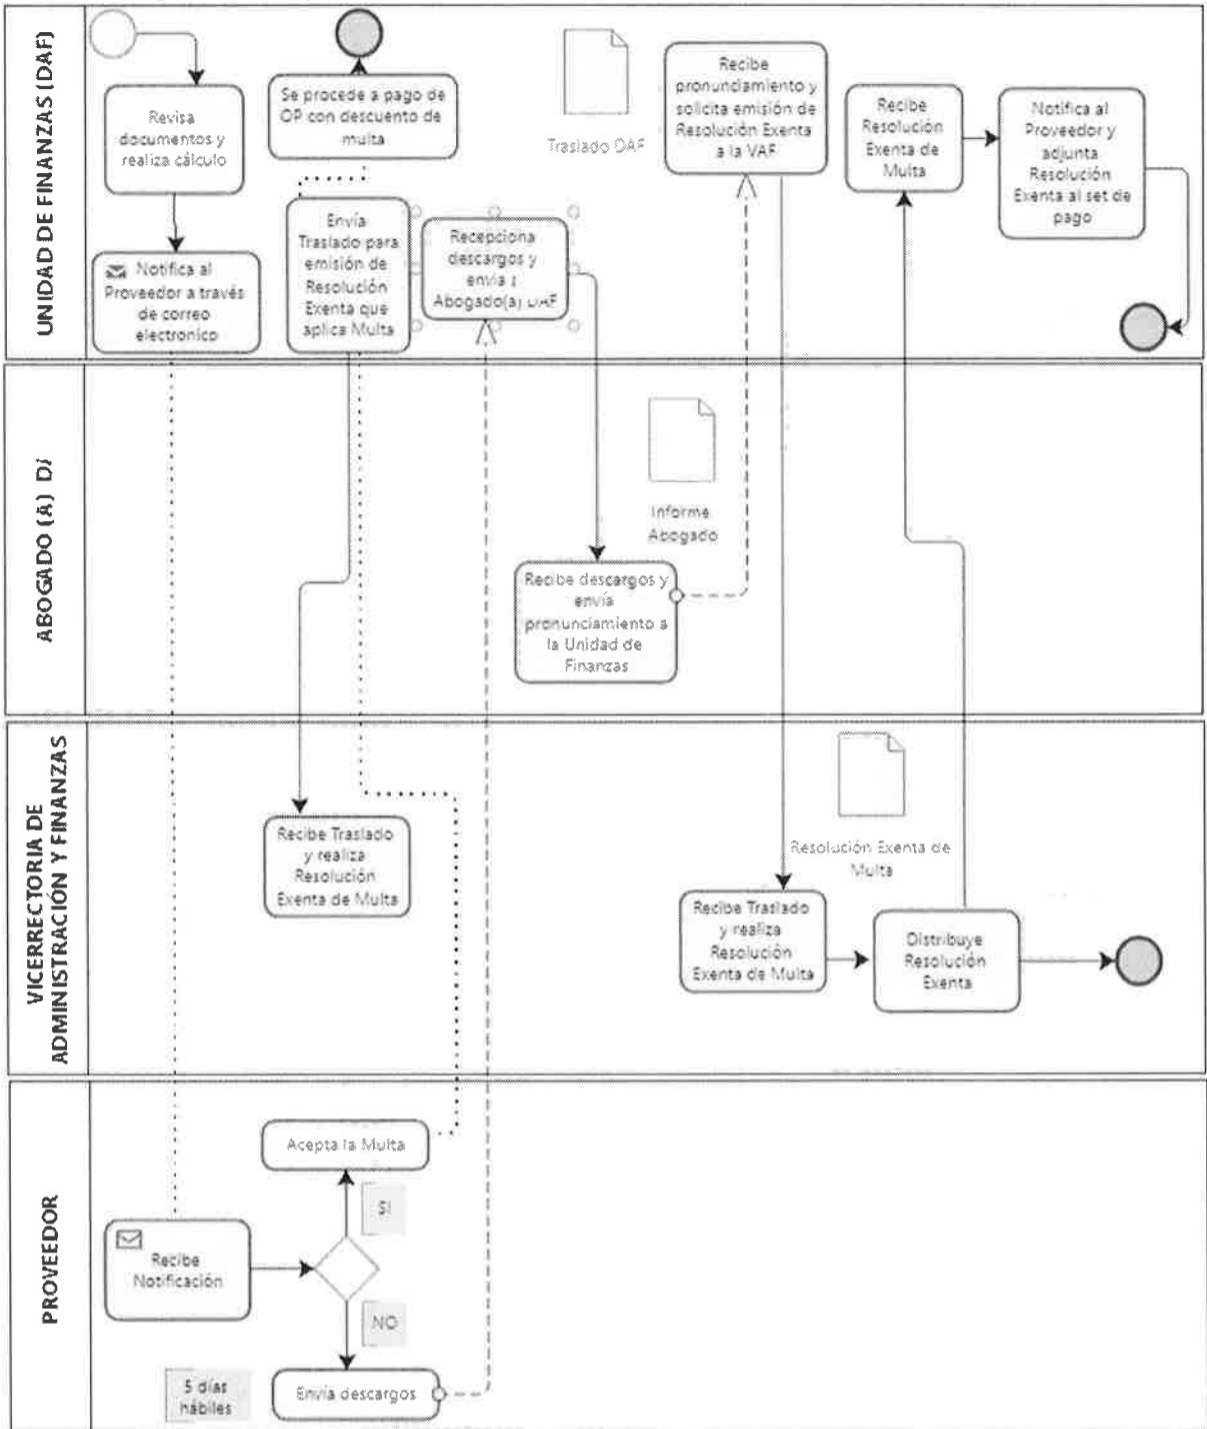 UNIDAD DE FINANZAS (DAF)
Revisa
documentos y
realiza cálculo
Notifica al
Proveedor a través
de correo
electronico
Se procede a pago de
OP con descuento de
multa
Envía
Traslado para
emisión de
Resolución
Exenta que
aplica Multa
Recepciona
descargos y
envía
Abogado(a) DAF
Traslado DAF
Recibe
pronunciamiento y
solicita emisión de
Resolución Exenta
a la VAF
Recibe
Resolución
Exenta de
Multa
Notifica al
Proveedor y
adjunta
Resolución
Exenta al set de
pago
ABOGADO (A)
Informe
Abogado
Recibe descargos y
envía
pronunciamiento a
la Unidad de
Finanzas
VICERRECTORIA DE
ADMINISTRACIÓN Y FINANZAS
Recibe Traslado
y realiza
Resolución
Exenta de Multa
Resolución Exenta de
Multa
Recibe Traslado
y realiza
Resolución
Exenta de Multa
Distribuye
Resolución
Exenta
PROVEEDOR
Acepta la Multa
SI
Recibe
Notificación
NO
5 días
hábiles
Envía descargos